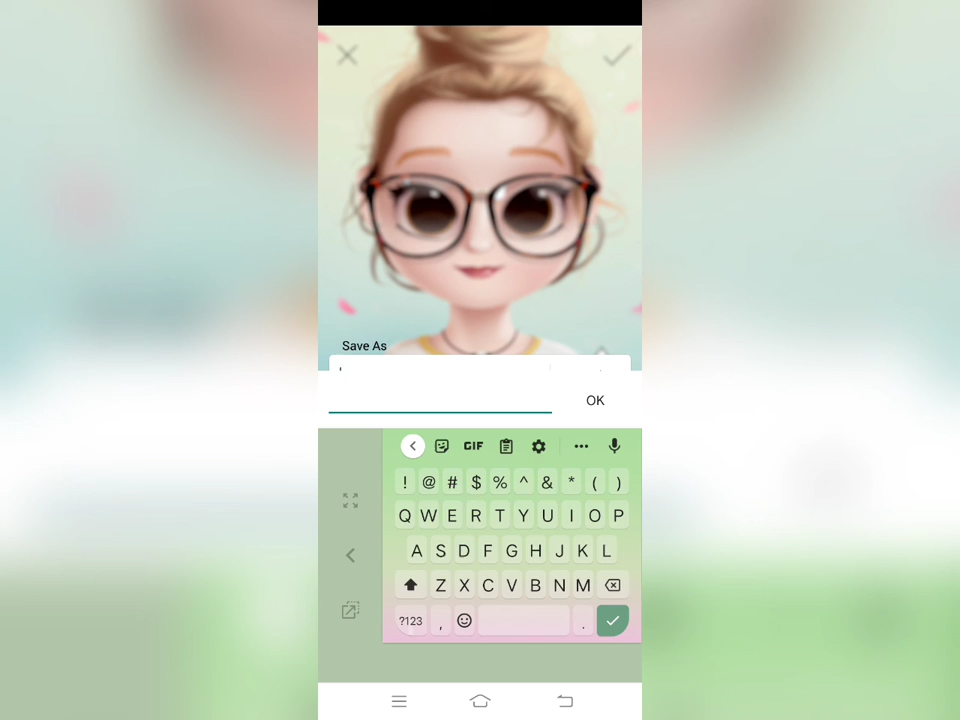 Save As
OK
GIF
! @ # $ % ^ & * ( )
Q W E R T Y U I O P
A S D F G H J K L
Z X C V B N M
?123 , .